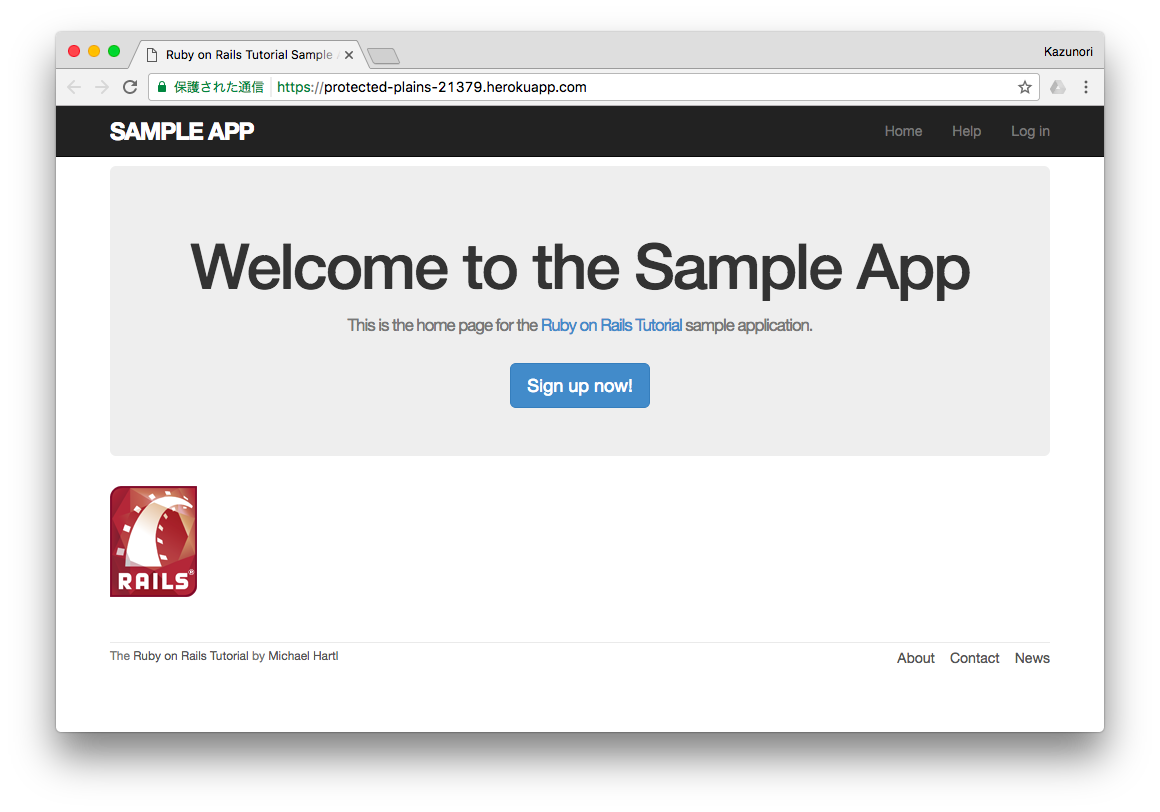 Ruby on Rails Tutorial Sample
Kazunori
保護された通信 https://protected-plains-21379.herokuapp.com
SAMPLE APP Home Help Log in
Welcome to the Sample App
This is the home page for the Ruby on Rails Tutorial sample application.
Sign up now!
RAILS®
The Ruby on Rails Tutorial by Michael Hartl About Contact News